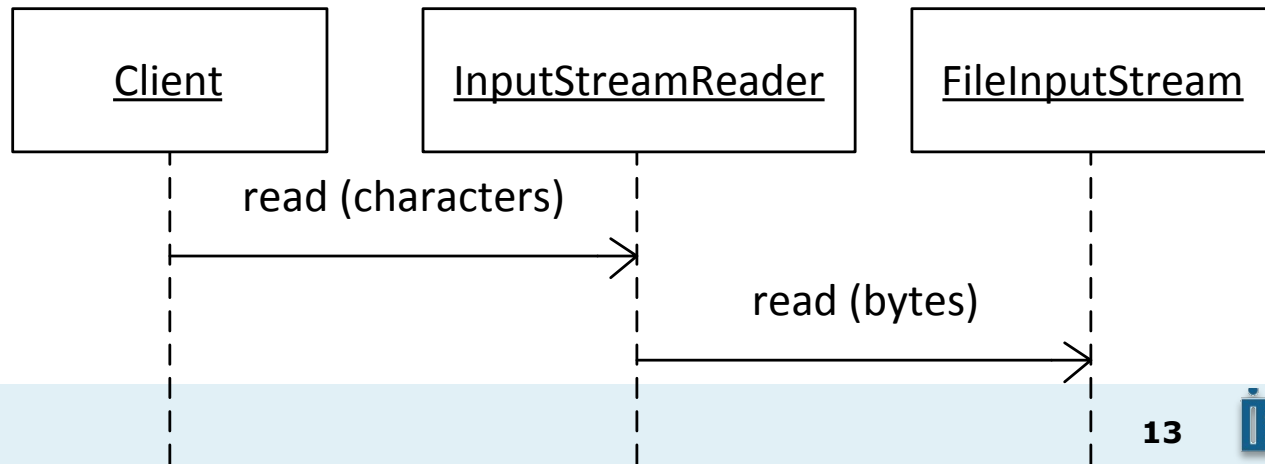 Client
InputStreamReader
FileInputStream
read (characters)
read (bytes)
13